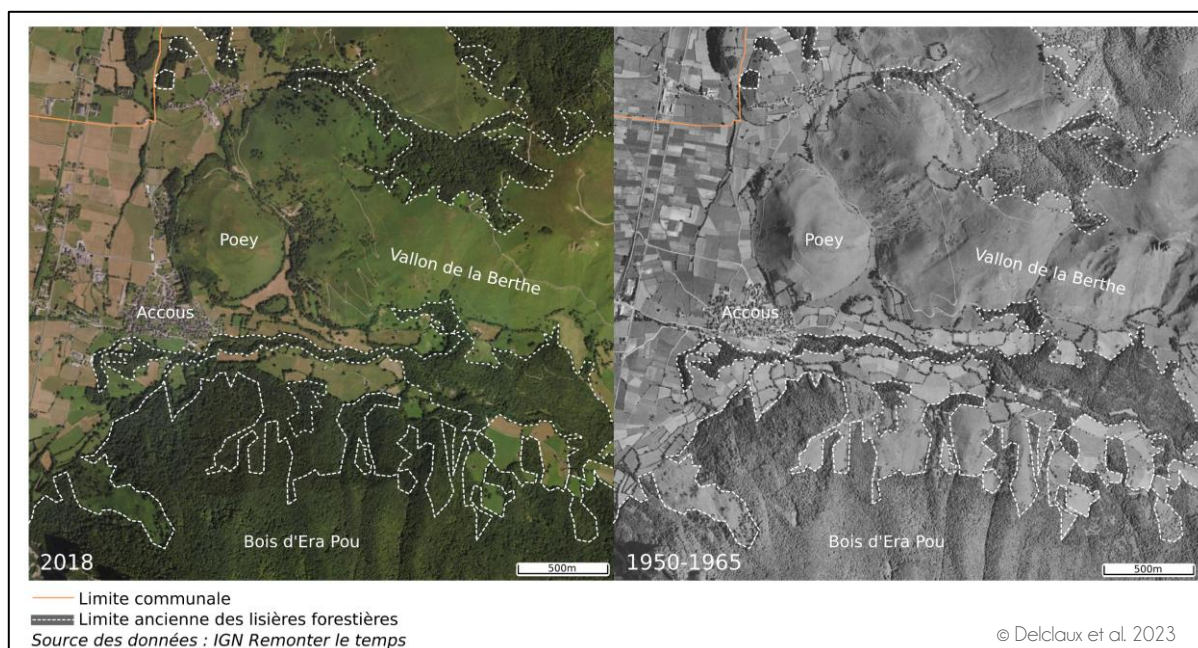 Poey
Vallon de la Berthe
Accous
Bois d'Era Pou
2018
500m
Poey
Vallon de la Berthe
Accous
Bois d'Era Pou
1950-1965
500m
Limite communale
Limite ancienne des lisières forestières
Source des données : IGN Remonter le temps
© Delclaux et al. 2023